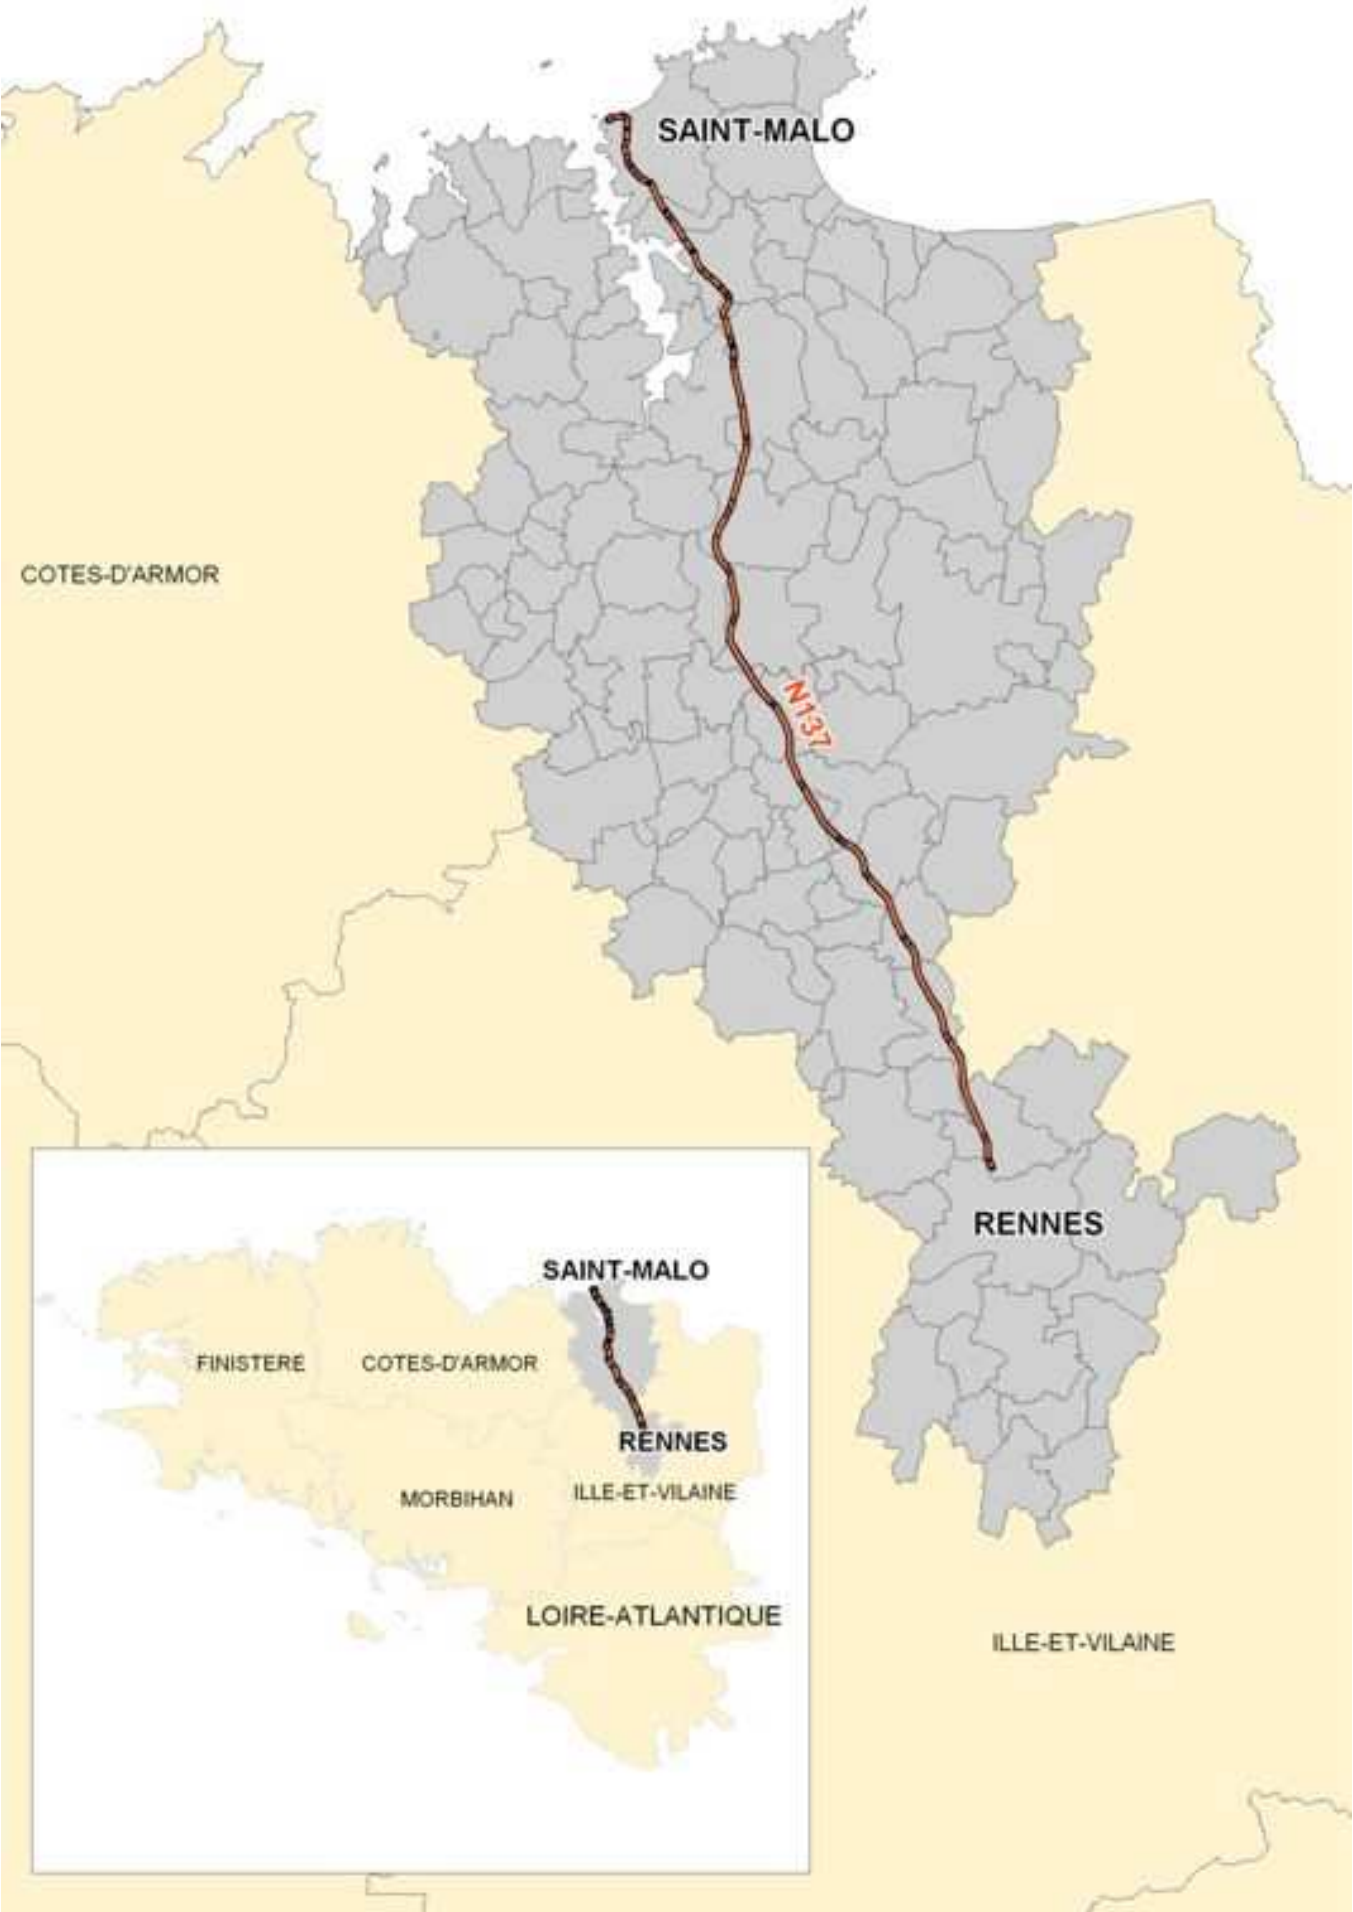 SAINT-MALO
COTES-D'ARMOR
N137
RENNES
SAINT-MALO
FINISTERE
COTES-D'ARMOR
RENNES
MORBIHAN
ILLE-ET-VILAINE
LOIRE-ATLANTIQUE
ILLE-ET-VILAINE